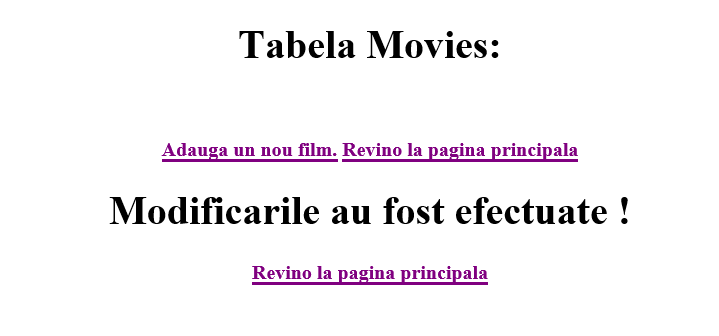 Tabela Movies:
Adauga un nou film. Revino la pagina principala
Modificarile au fost efectuate !
Revino la pagina principala